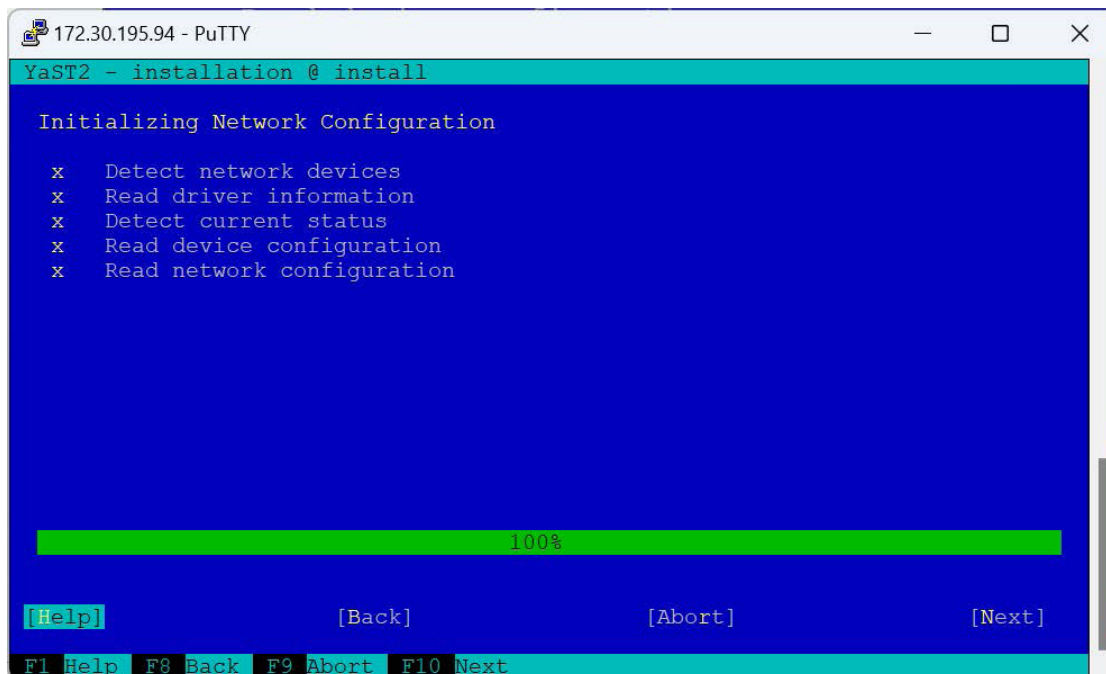 172.30.195.94 - PuTTY
YaST2 - installation @ install
Initializing Network Configuration
x Detect network devices
x Read driver information
x Detect current status
x Read device configuration
x Read network configuration
100%
[Help] [Back] [Abort] [Next]
F1 Help F8 Back F9 Abort F10 Next